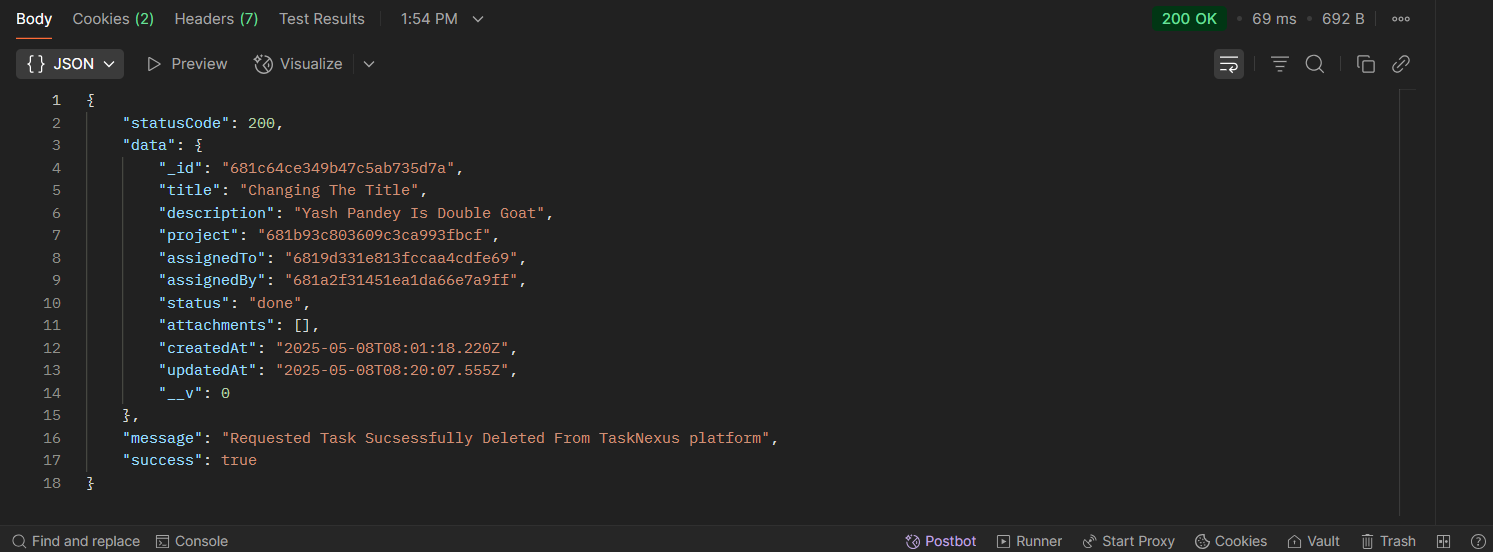 Body Cookies (2) Headers (7) Test Results 1:54 PM 200 OK • 69 ms • 692 B
{} JSON Preview Visualize
1 {
2 "statusCode": 200,
3 "data": {
4 "_id": "681c64ce349b47c5ab735d7a",
5 "title": "Changing The Title",
6 "description": "Yash Pandey Is Double Goat",
7 "project": "681b93c803609c3ca993fbcf",
8 "assignedTo": "6819d331e813fccaa4cdfe69",
9 "assignedBy": "681a2f31451ea1da66e7a9ff",
10 "status": "done",
11 "attachments": [],
12 "createdAt": "2025-05-08T08:01:18.220Z",
13 "updatedAt": "2025-05-08T08:20:07.555Z",
14 "__v": 0
15 },
16 "message": "Requested Task Sucsessfully Deleted From TaskNexus platform",
17 "success": true
18 }
Find and replace Console Postbot Runner Start Proxy Cookies Vault Trash